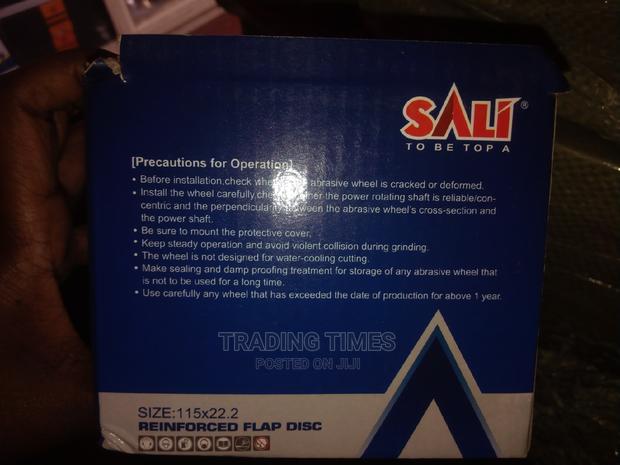 SALI®
TO BE TOP A
[Precautions for Operation]
• Before installation,check abrasive wheel is cracked or deformed.
• Install the wheel carefully, the power rotating shaft is reliable/con-
centric and the perpendicularity between the abrasive wheel's cross-section and
the power shaft.
• Be sure to mount the protective cover.
• Keep steady operation and avoid violent collision during grinding.
• The wheel is not designed for water-cooling cutting.
• Make sealing and damp proofing treatment for storage of any abrasive wheel that
is not to be used for a long time.
• Use carefully any wheel that has exceeded the date of production for above 1 year.
TRADING TIMES
POSTED ON JIJI
SIZE:115x22.2
REINFORCED FLAP DISC